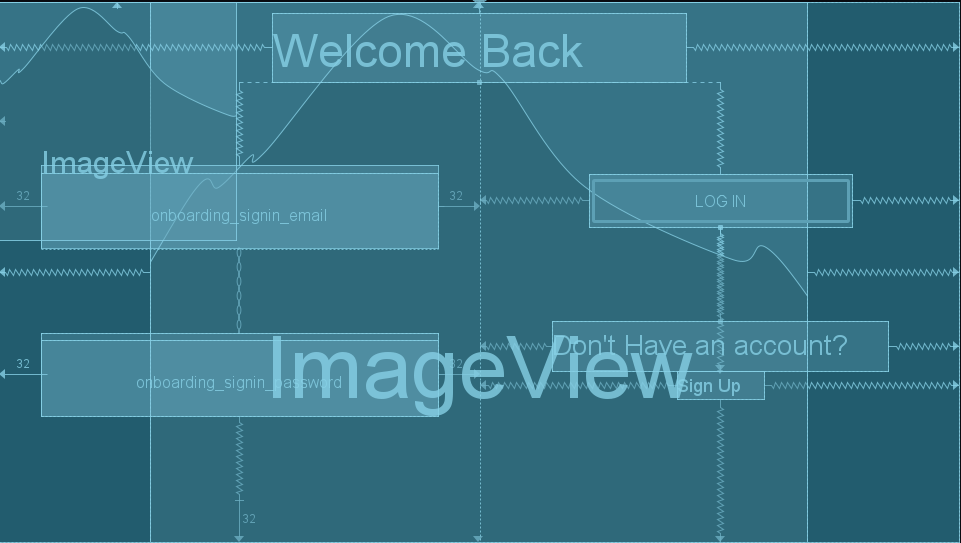 Welcome Back
ImageView
32
32
onboarding_signin_email
LOG IN
32
32
onboarding_signin_password
ImageView
Don't Have an account?
Sign Up
32